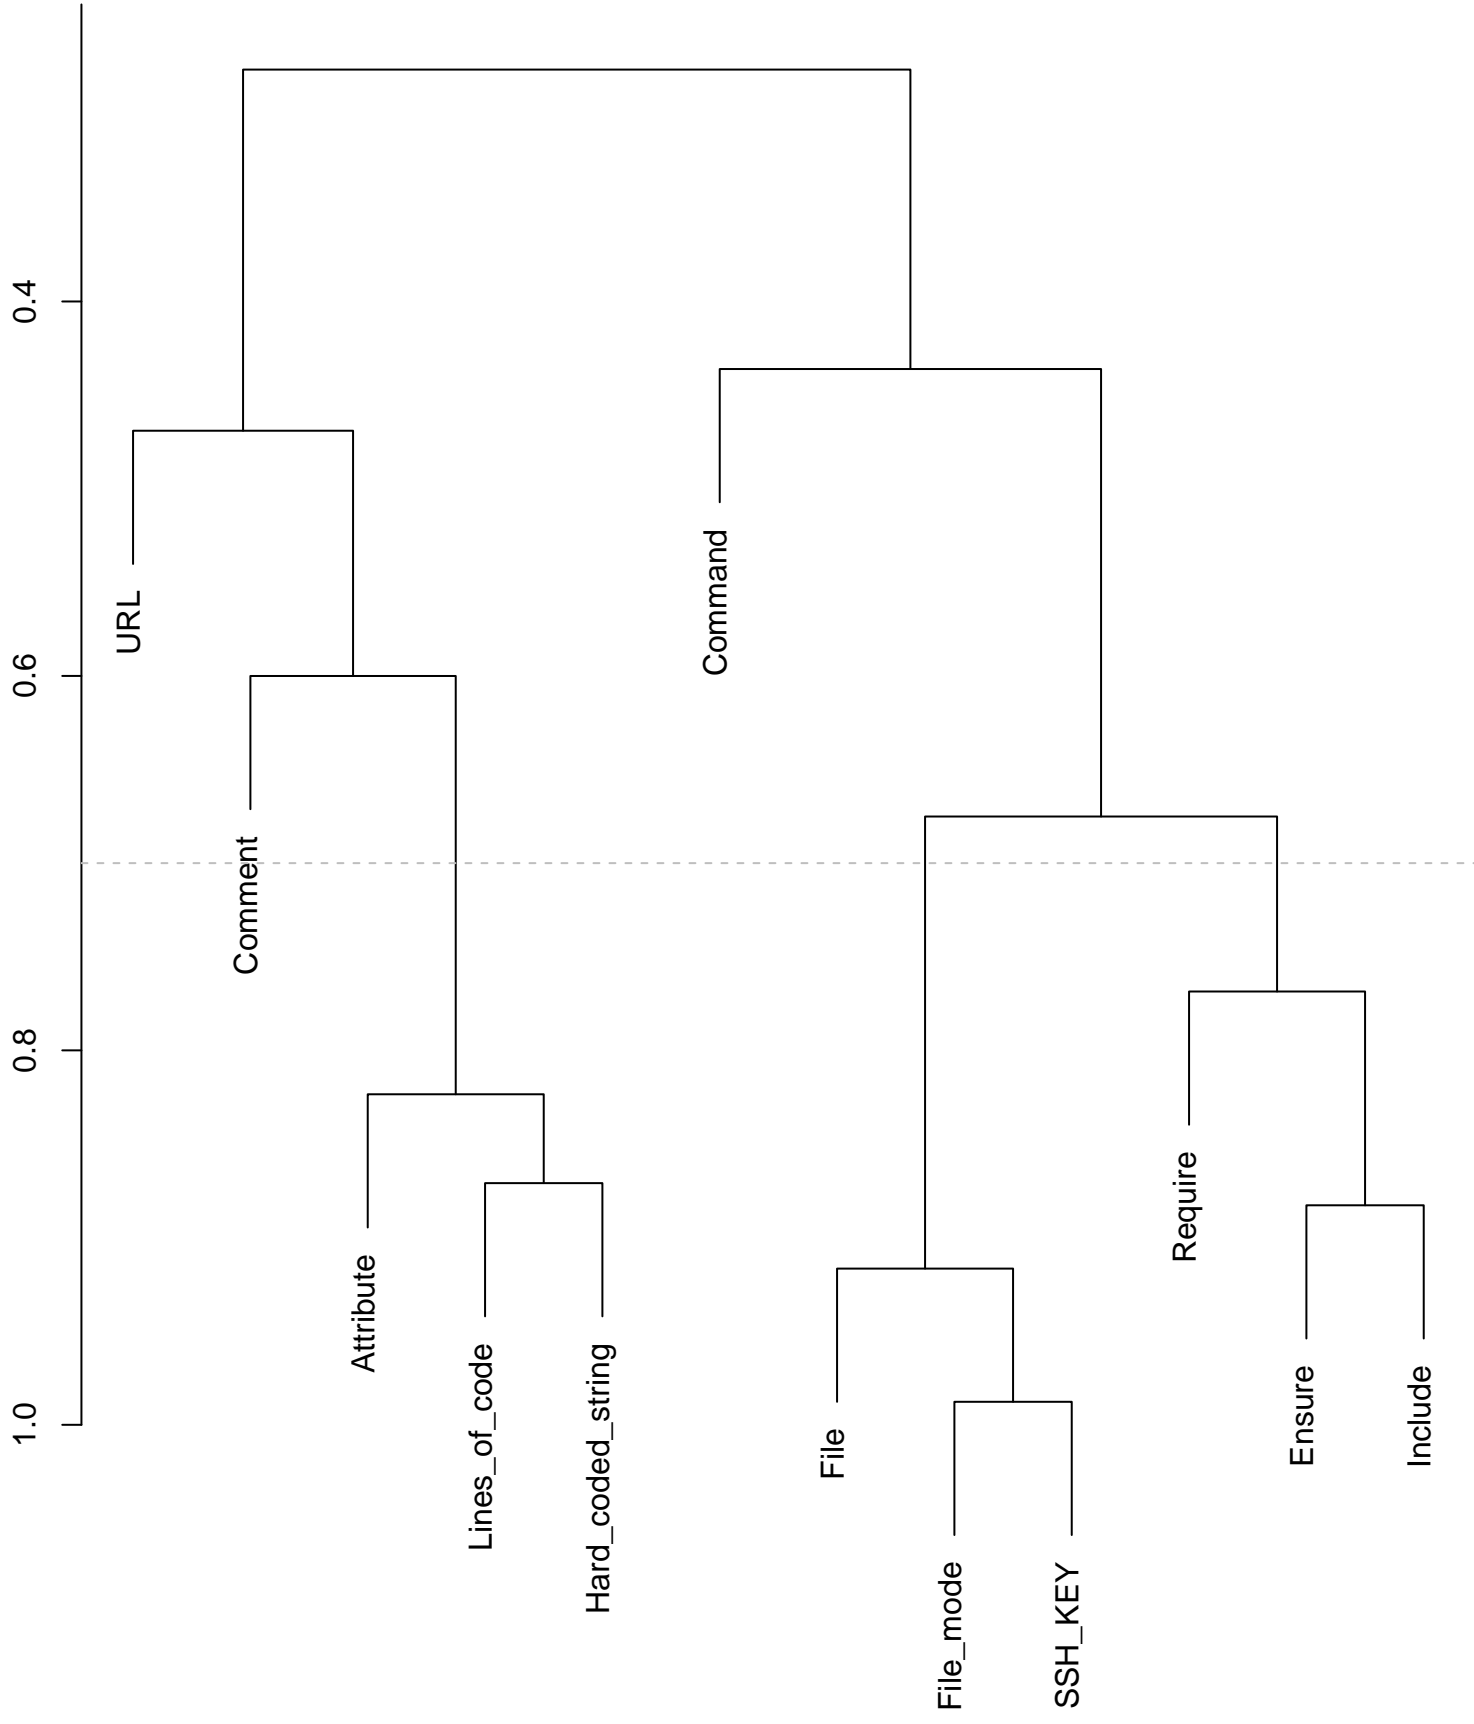 0.4
0.6
0.8
1.0
URL
Comment
Attribute
Lines_of_code
Hard_coded_string
Command
File
File_mode
SSH_KEY
Require
Ensure
Include